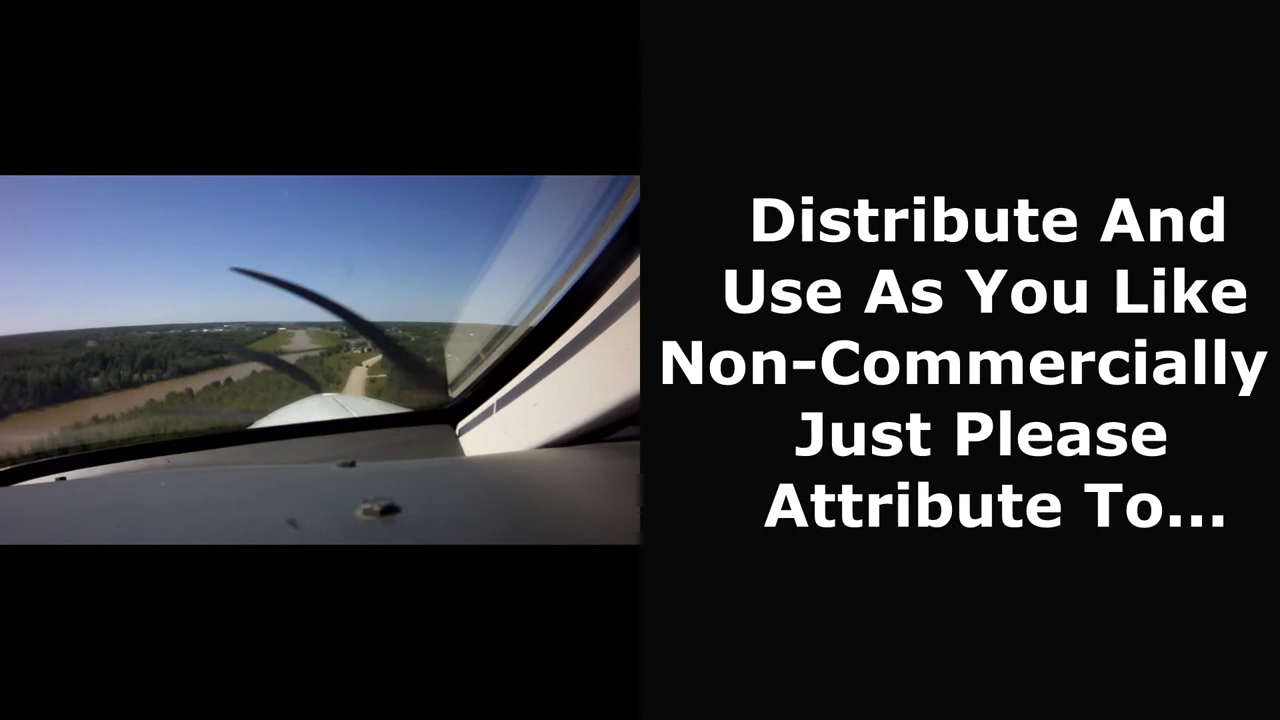 Distribute And
Use As You Like
Non-Commercially
Just Please
Attribute To...